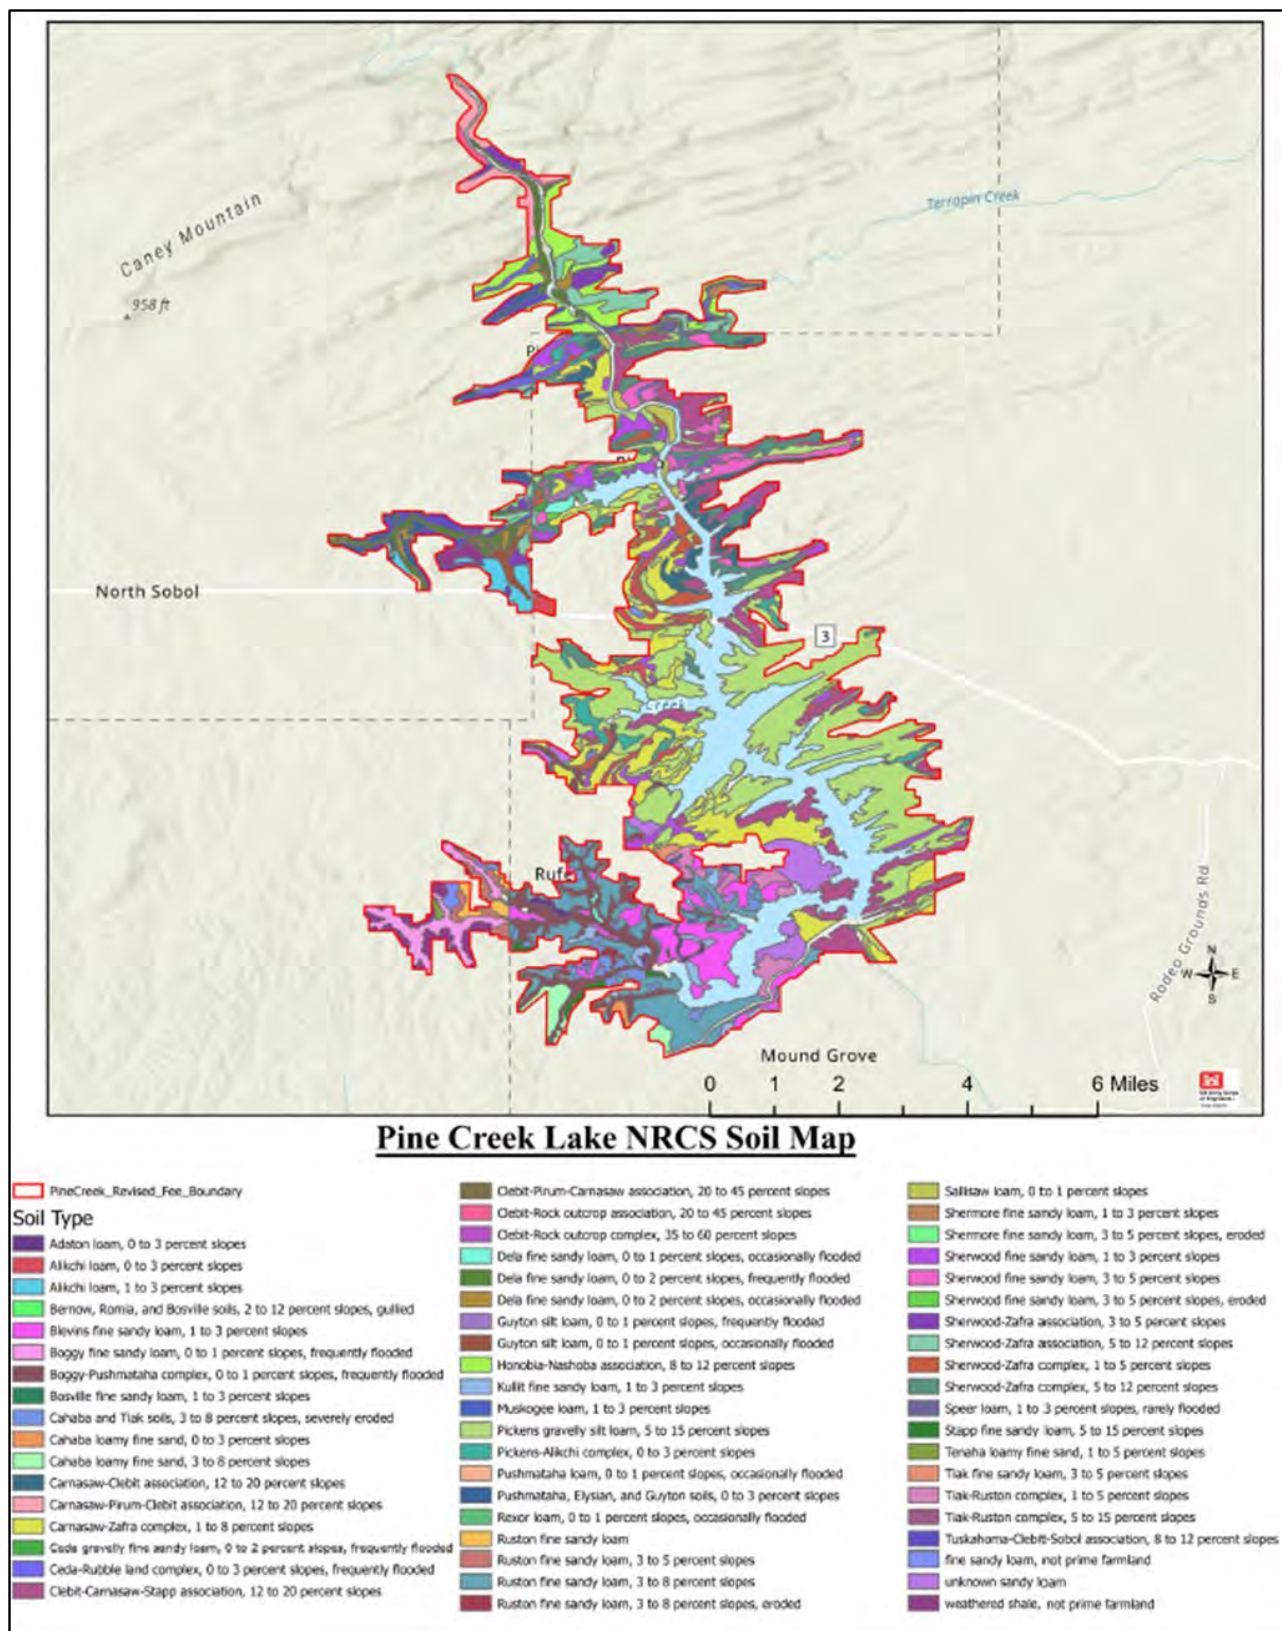 Terrapin Creek
Caney Mountain
958 ft
North Sobol
3
Creek
Rufe
Rodeo Grounds Rd
N
W E
S
Mound Grove
0 1 2 4 6 Miles
Pine Creek Lake NRCS Soil Map
PineCreek_Revised_Fee_Boundary
Soil Type
Adaton loam, 0 to 3 percent slopes
Alikchi loam, 0 to 3 percent slopes
Alikchi loam, 1 to 3 percent slopes
Bernow, Romia, and Bosville soils, 2 to 12 percent slopes, gullied
Blevins fine sandy loam, 1 to 3 percent slopes
Boggy fine sandy loam, 0 to 1 percent slopes, frequently flooded
Boggy-Pushmataha complex, 0 to 1 percent slopes, frequently flooded
Bosville fine sandy loam, 1 to 3 percent slopes
Cahaba and Tiak soils, 3 to 8 percent slopes, severely eroded
Cahaba loamy fine sand, 0 to 3 percent slopes
Cahaba loamy fine sand, 3 to 8 percent slopes
Carnasaw-Clebit association, 12 to 20 percent slopes
Carnasaw-Pirum-Clebit association, 12 to 20 percent slopes
Carnasaw-Zafra complex, 1 to 8 percent slopes
Ceda gravelly fine sandy loam, 0 to 2 percent slopes, frequently flooded
Ceda-Rubble land complex, 0 to 3 percent slopes, frequently flooded
Clebit-Carnasaw-Stapp association, 12 to 20 percent slopes
Clebit-Pirum-Carnasaw association, 20 to 45 percent slopes
Clebit-Rock outcrop association, 20 to 45 percent slopes
Clebit-Rock outcrop complex, 35 to 60 percent slopes
Dela fine sandy loam, 0 to 1 percent slopes, occasionally flooded
Dela fine sandy loam, 0 to 2 percent slopes, frequently flooded
Dela fine sandy loam, 0 to 2 percent slopes, occasionally flooded
Guyton silt loam, 0 to 1 percent slopes, frequently flooded
Guyton silt loam, 0 to 1 percent slopes, occasionally flooded
Honobia-Nashoba association, 8 to 12 percent slopes
Kullit fine sandy loam, 1 to 3 percent slopes
Muskogee loam, 1 to 3 percent slopes
Pickens gravelly silt loam, 5 to 15 percent slopes
Pickens-Alikchi complex, 0 to 3 percent slopes
Pushmataha loam, 0 to 1 percent slopes, occasionally flooded
Pushmataha, Elysian, and Guyton soils, 0 to 3 percent slopes
Rexor loam, 0 to 1 percent slopes, occasionally flooded
Ruston fine sandy loam
Ruston fine sandy loam, 3 to 5 percent slopes
Ruston fine sandy loam, 3 to 8 percent slopes
Ruston fine sandy loam, 3 to 8 percent slopes, eroded
Sallisaw loam, 0 to 1 percent slopes
Shermore fine sandy loam, 1 to 3 percent slopes
Shermore fine sandy loam, 3 to 5 percent slopes, eroded
Sherwood fine sandy loam, 1 to 3 percent slopes
Sherwood fine sandy loam, 3 to 5 percent slopes
Sherwood fine sandy loam, 3 to 5 percent slopes, eroded
Sherwood-Zafra association, 3 to 5 percent slopes
Sherwood-Zafra association, 5 to 12 percent slopes
Sherwood-Zafra complex, 1 to 5 percent slopes
Sherwood-Zafra complex, 5 to 12 percent slopes
Speer loam, 1 to 3 percent slopes, rarely flooded
Stapp fine sandy loam, 5 to 15 percent slopes
Tenaha loamy fine sand, 1 to 5 percent slopes
Tiak fine sandy loam, 3 to 5 percent slopes
Tiak-Ruston complex, 1 to 5 percent slopes
Tiak-Ruston complex, 5 to 15 percent slopes
Tuskahoma-Clebit-Sobol association, 8 to 12 percent slopes
fine sandy loam, not prime farmland
unknown sandy loam
weathered shale, not prime farmland